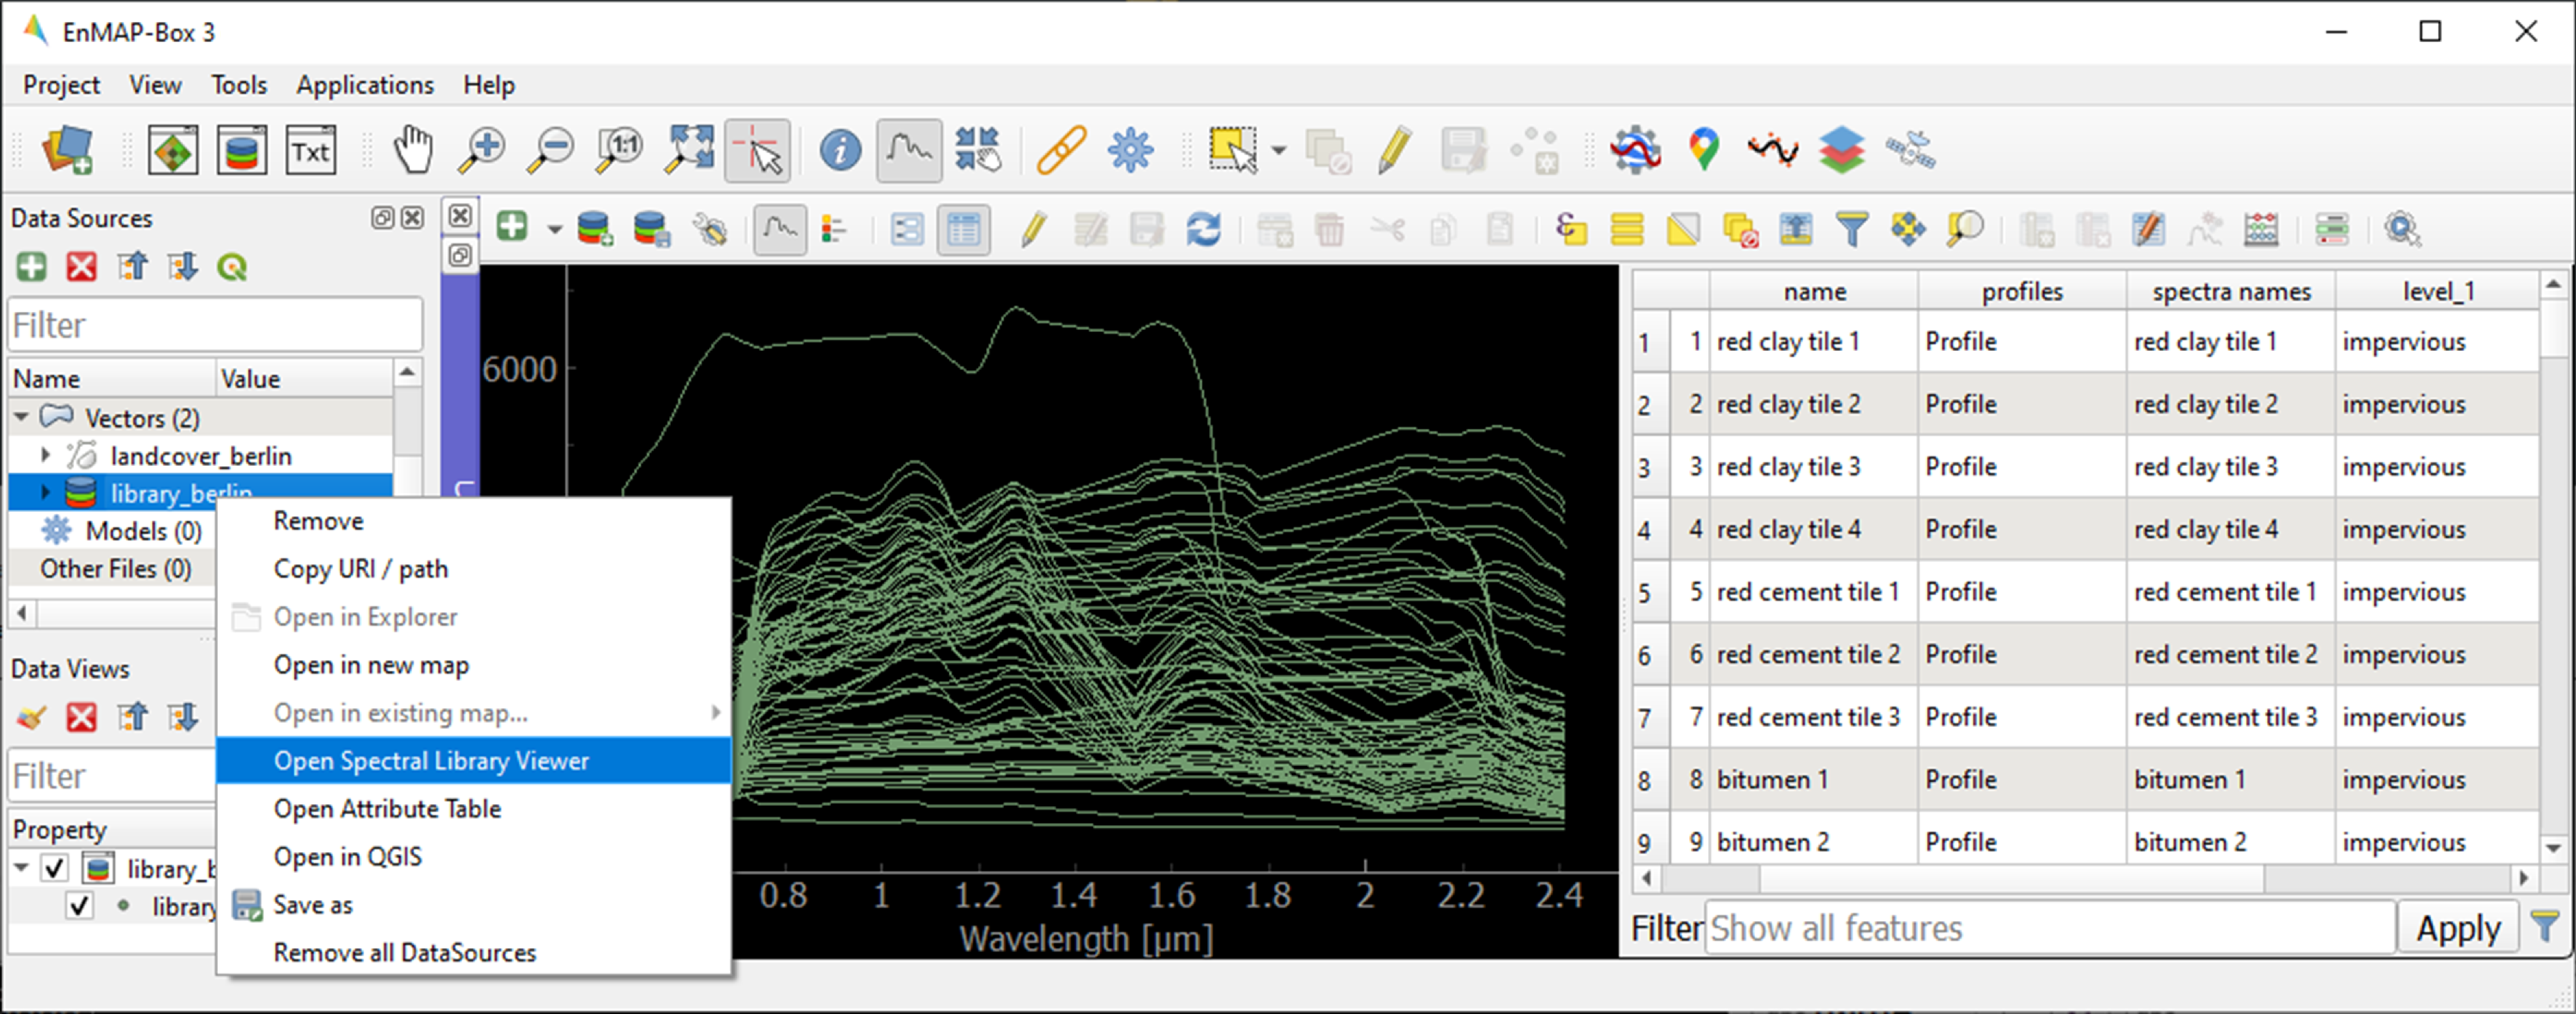 EnMAP-Box 3
Project View Tools Applications Help
Txt 1:1
Data Sources
Filter
Name Value
Vectors (2)
landcover_berlin
library_berlin
Models (0)
Other Files (0)
Remove
Copy URI / path
Open in Explorer
Open in new map
Open in existing map...
Open Spectral Library Viewer
Open Attribute Table
Open in QGIS
Save as
Remove all DataSources
Data Views
Filter
Property
library_b
library
6000
0.8 1 1.2 1.4 1.6 1.8 2 2.2 2.4
Wavelength [µm]
name profiles spectra names level_1
1 1 red clay tile 1 Profile red clay tile 1 impervious
2 2 red clay tile 2 Profile red clay tile 2 impervious
3 3 red clay tile 3 Profile red clay tile 3 impervious
4 4 red clay tile 4 Profile red clay tile 4 impervious
5 5 red cement tile 1 Profile red cement tile 1 impervious
6 6 red cement tile 2 Profile red cement tile 2 impervious
7 7 red cement tile 3 Profile red cement tile 3 impervious
8 8 bitumen 1 Profile bitumen 1 impervious
9 9 bitumen 2 Profile bitumen 2 impervious
Filter Show all features Apply